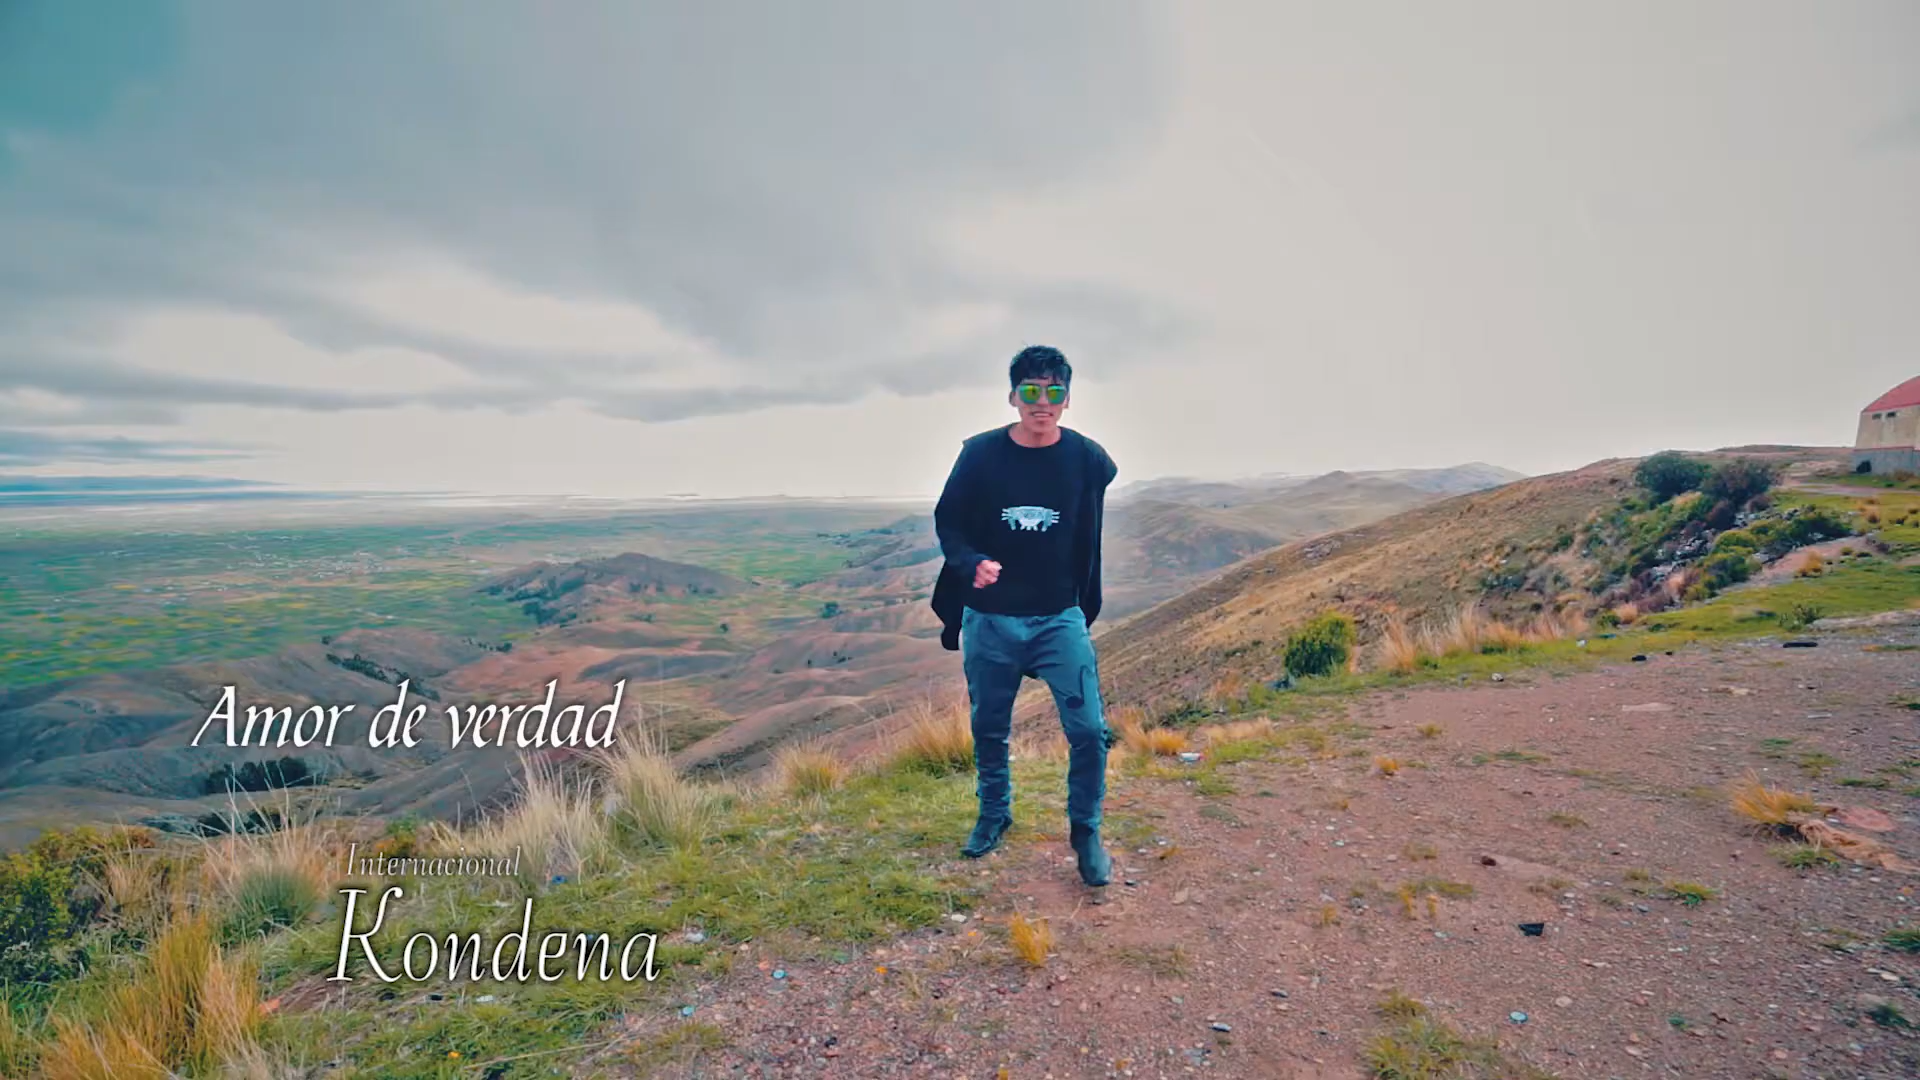 Amor de verdad
Internacional
Kondena